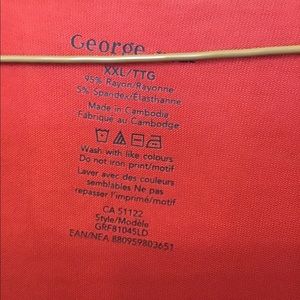 George
XXL/TTG
95% Rayon/Rayonne
5% Spandex/Élasthanne
Made in Cambodia
Fabriqué au Cambodge
Wash with like colours
Do not iron print/motif
Laver avec des couleurs
semblables Ne pas
repasser l'imprimé/motif
CA 51122
Style/Modèle
GRF81045LD
EAN/NEA 880959803651